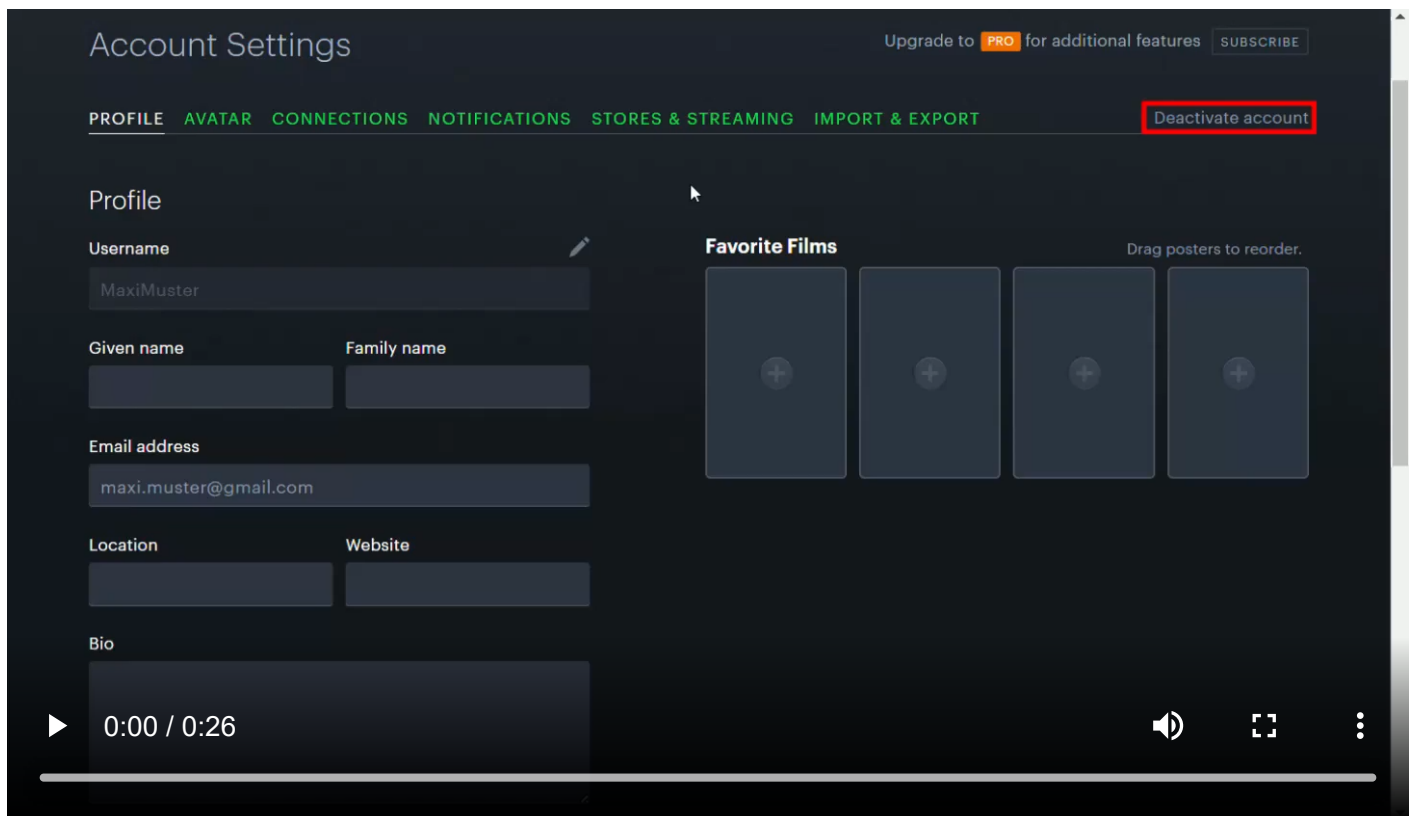 Account Settings
Upgrade to PRO for additional features SUBSCRIBE
PROFILE AVATAR CONNECTIONS NOTIFICATIONS STORES & STREAMING IMPORT & EXPORT Deactivate account
Profile
Username
MaxiMuster
Given name Family name
Email address
maxi.muster@gmail.com
Location Website
Bio
Favorite Films Drag posters to reorder.
0:00 / 0:26